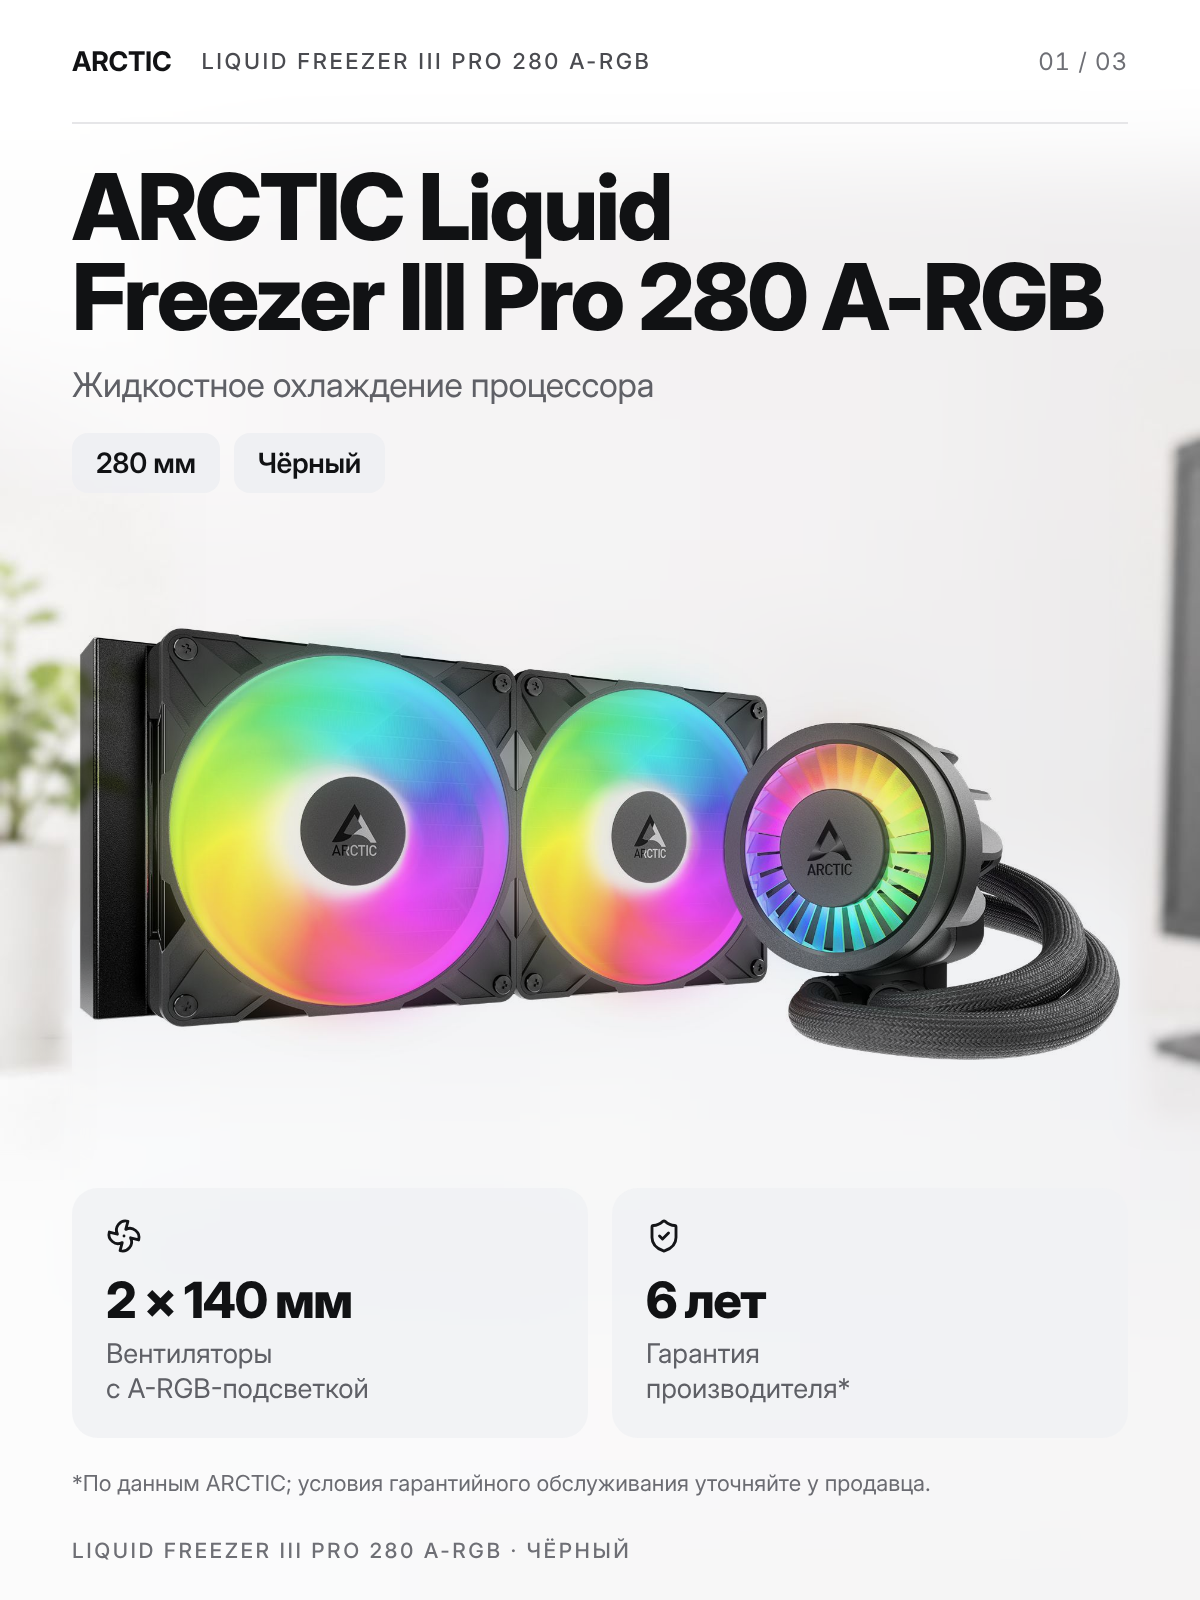 ARCTIC LIQUID FREEZER III PRO 280 A-RGB 01 / 03
ARCTIC Liquid
Freezer III Pro 280 A-RGB
Жидкостное охлаждение процессора
280 мм Чёрный
ARCTIC
ARCTIC
ARCTIC
2 × 140 мм
Вентиляторы
с A-RGB-подсветкой
6 лет
Гарантия
производителя*
*По данным ARCTIC; условия гарантийного обслуживания уточняйте у продавца.
LIQUID FREEZER III PRO 280 A-RGB · ЧЁРНЫЙ